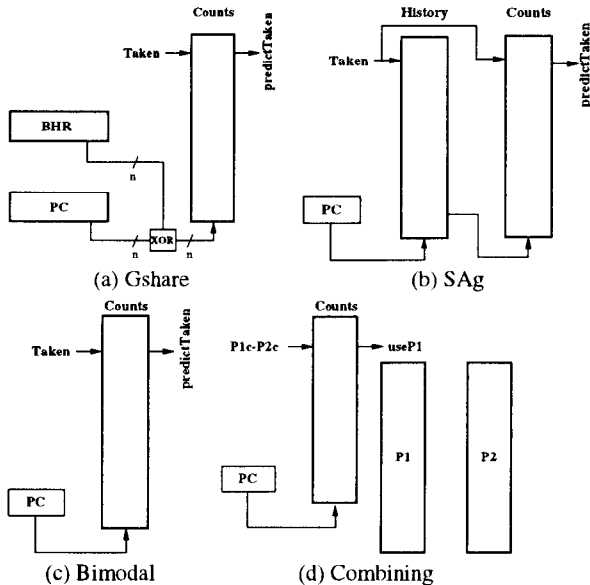 Counts
Taken
predictTaken
BHR
n
PC
XOR
n
n
(a) Gshare
History
Counts
Taken
predictTaken
PC
(b) SAg
Counts
Taken
predictTaken
PC
(c) Bimodal
Counts
P1c-P2c
useP1
P1
P2
PC
(d) Combining